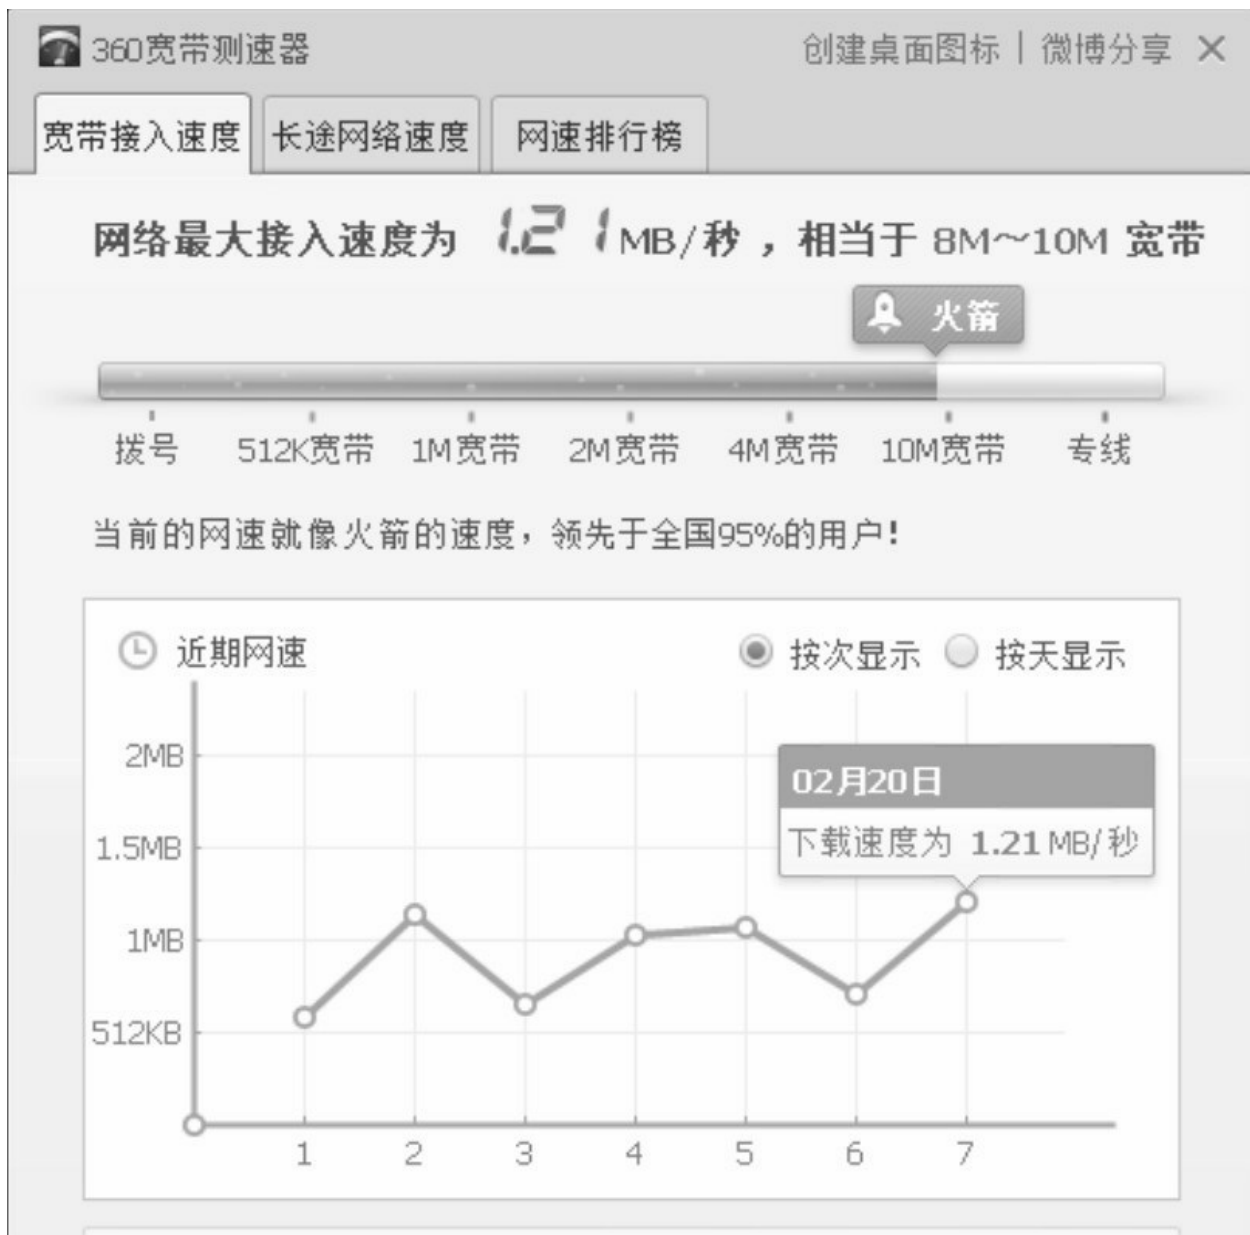 360宽带测速器 创建桌面图标 | 微博分享 ×
宽带接入速度 长途网络速度 网速排行榜
网络最大接入速度为 1.21 MB/秒，相当于 8M～10M 宽带
火箭
拨号 512K宽带 1M宽带 2M宽带 4M宽带 10M宽带 专线
当前的网速就像火箭的速度，领先于全国95%的用户!
近期网速 按次显示 按天显示
2MB
02月20日
1.5MB
下载速度为 1.21 MB/秒
1MB
512KB
1 2 3 4 5 6 7